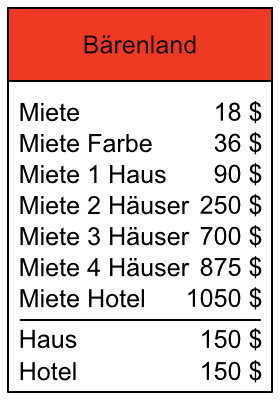 Bärenland
Miete 18 $
Miete Farbe 36 $
Miete 1 Haus 90 $
Miete 2 Häuser 250 $
Miete 3 Häuser 700 $
Miete 4 Häuser 875 $
Miete Hotel 1050 $
Haus 150 $
Hotel 150 $